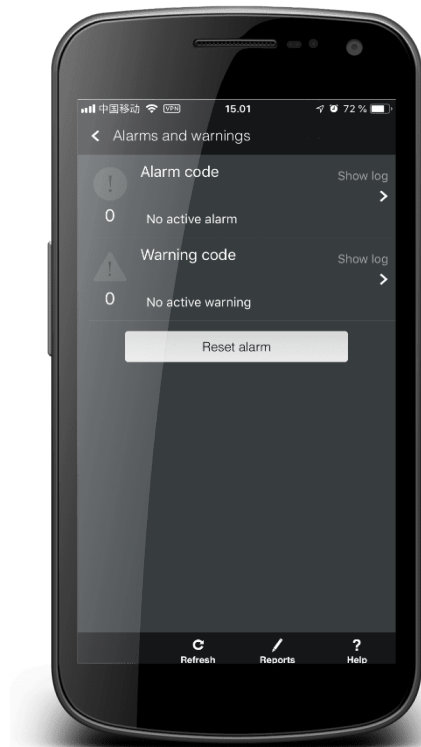 中国移动 VPN 15.01 72 %
Alarms and warnings
Alarm code
Show log
0 No active alarm
Warning code
Show log
0 No active warning
Reset alarm
Refresh Reports ? Help